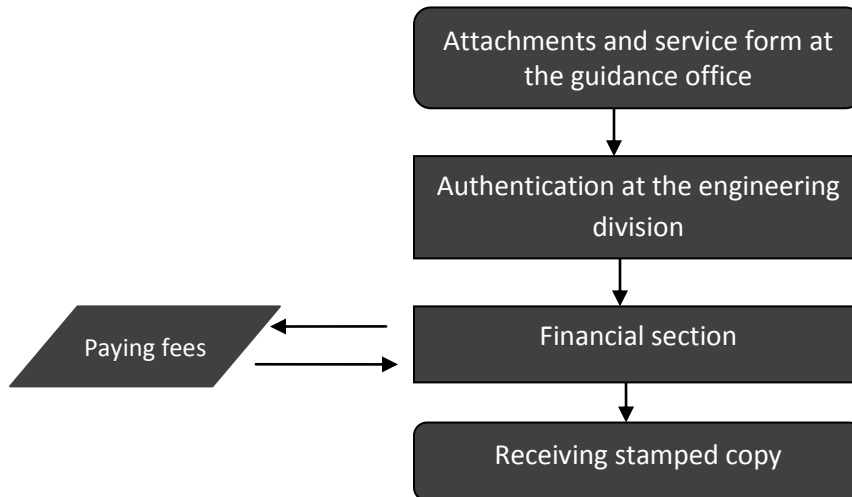 Attachments and service form at
the guidance office
Authentication at the engineering
division
Paying fees
Financial section
Receiving stamped copy